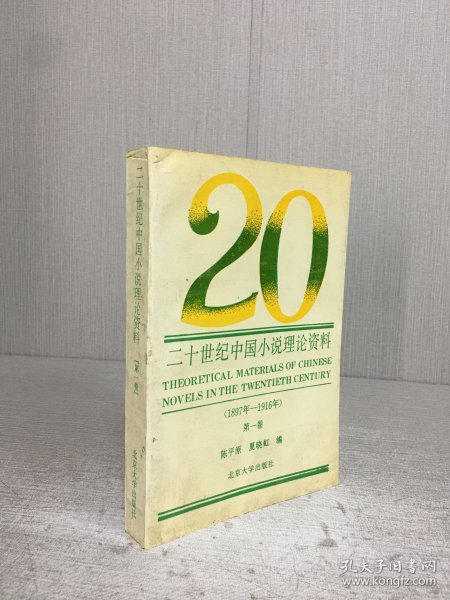 20
二十世纪中国小说理论资料
THEORETICAL MATERIALS OF CHINESE
NOVELS IN THE TWENTIETH CENTURY
(1897年—1916年)
第一卷
陈平原 夏晓虹 编
北京大学出版社
二十世纪中国小说理论资料 〔第一卷〕
北京大学出版社
孔夫子旧书网
www.kongfz.com